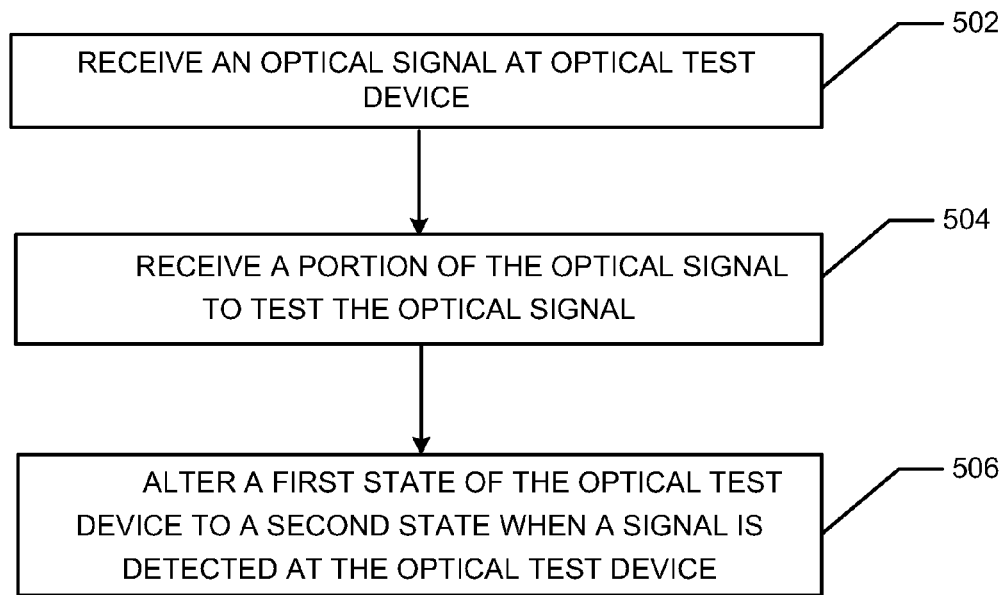 502
RECEIVE AN OPTICAL SIGNAL AT OPTICAL TEST
DEVICE
504
RECEIVE A PORTION OF THE OPTICAL SIGNAL
TO TEST THE OPTICAL SIGNAL
506
ALTER A FIRST STATE OF THE OPTICAL TEST
DEVICE TO A SECOND STATE WHEN A SIGNAL IS
DETECTED AT THE OPTICAL TEST DEVICE